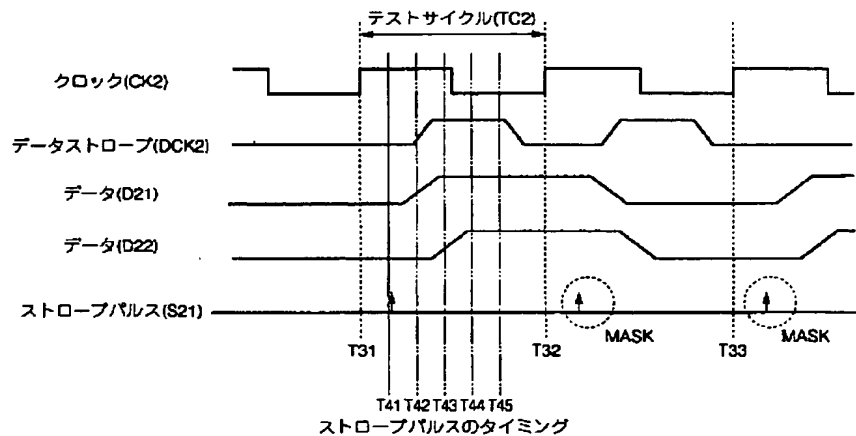 テストサイクル(TC2)
クロック(CK2)
データストローブ(DCK2)
データ(D21)
データ(D22)
ストローブパルス(S21)
MASK
MASK
T31
T32
T33
T41 T42 T43 T44 T45
ストローブパルスのタイミング